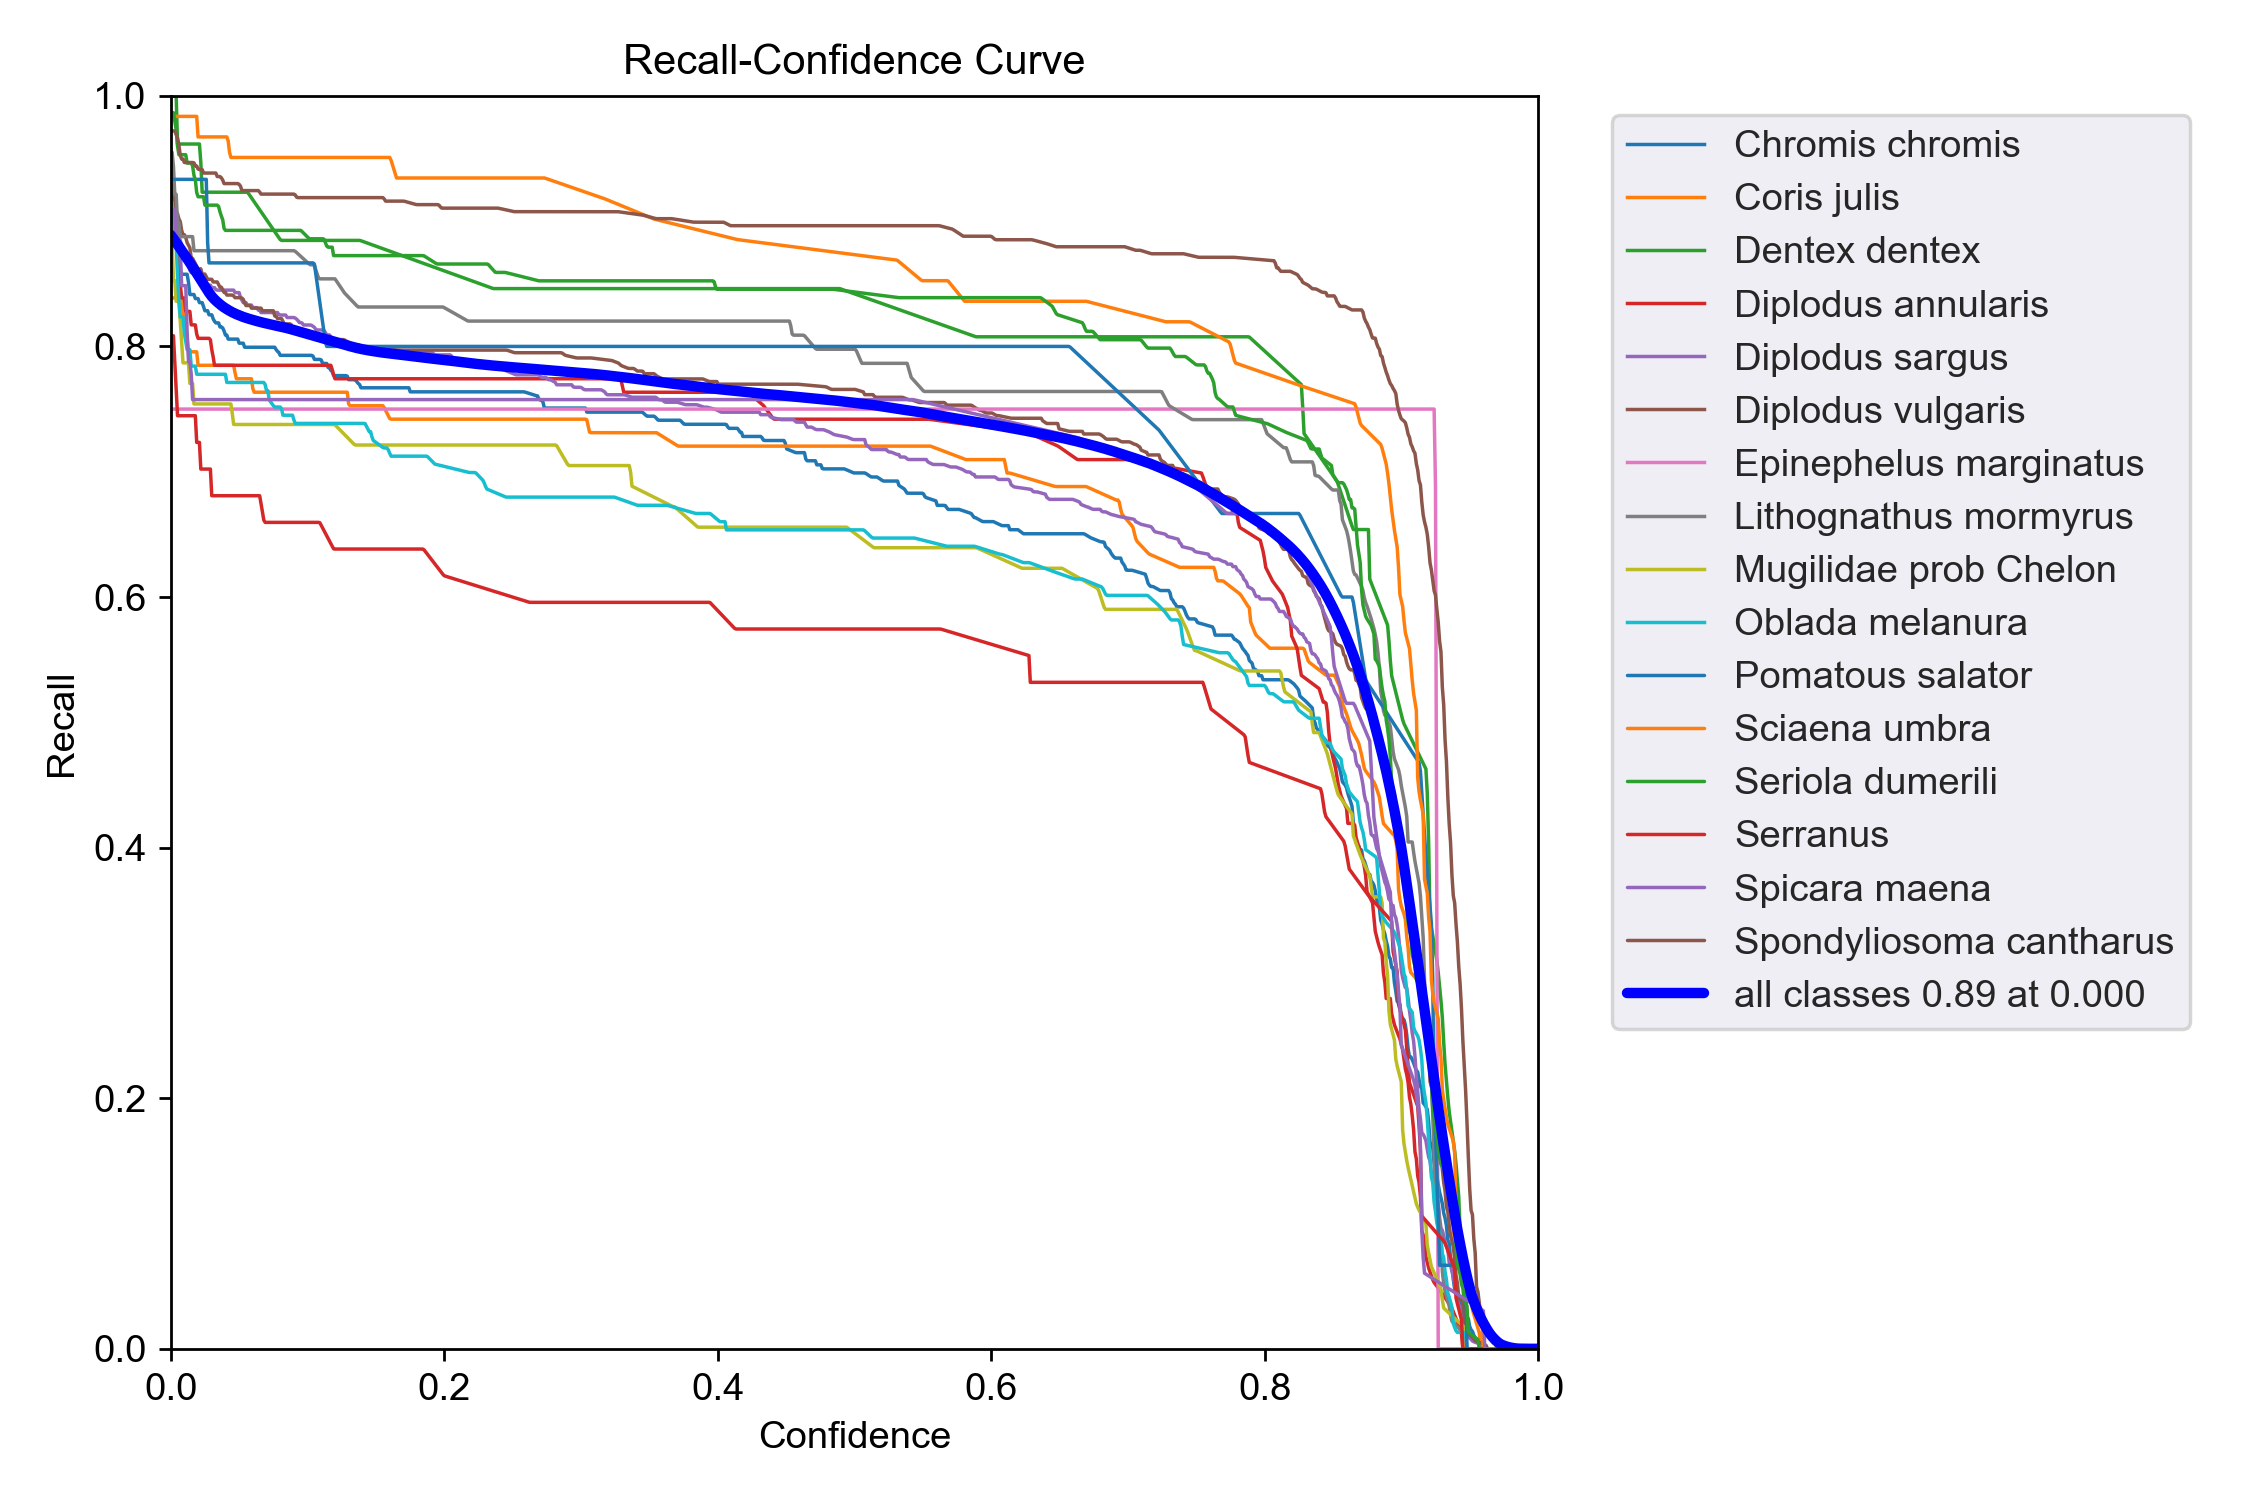 Recall-Confidence Curve
1.0
0.8
0.6
0.4
0.2
0.0
Recall
0.0 0.2 0.4 0.6 0.8 1.0
Confidence
Chromis chromis
Coris julis
Dentex dentex
Diplodus annularis
Diplodus sargus
Diplodus vulgaris
Epinephelus marginatus
Lithognathus mormyrus
Mugilidae prob Chelon
Oblada melanura
Pomatous salator
Sciaena umbra
Seriola dumerili
Serranus
Spicara maena
Spondyliosoma cantharus
all classes 0.89 at 0.000